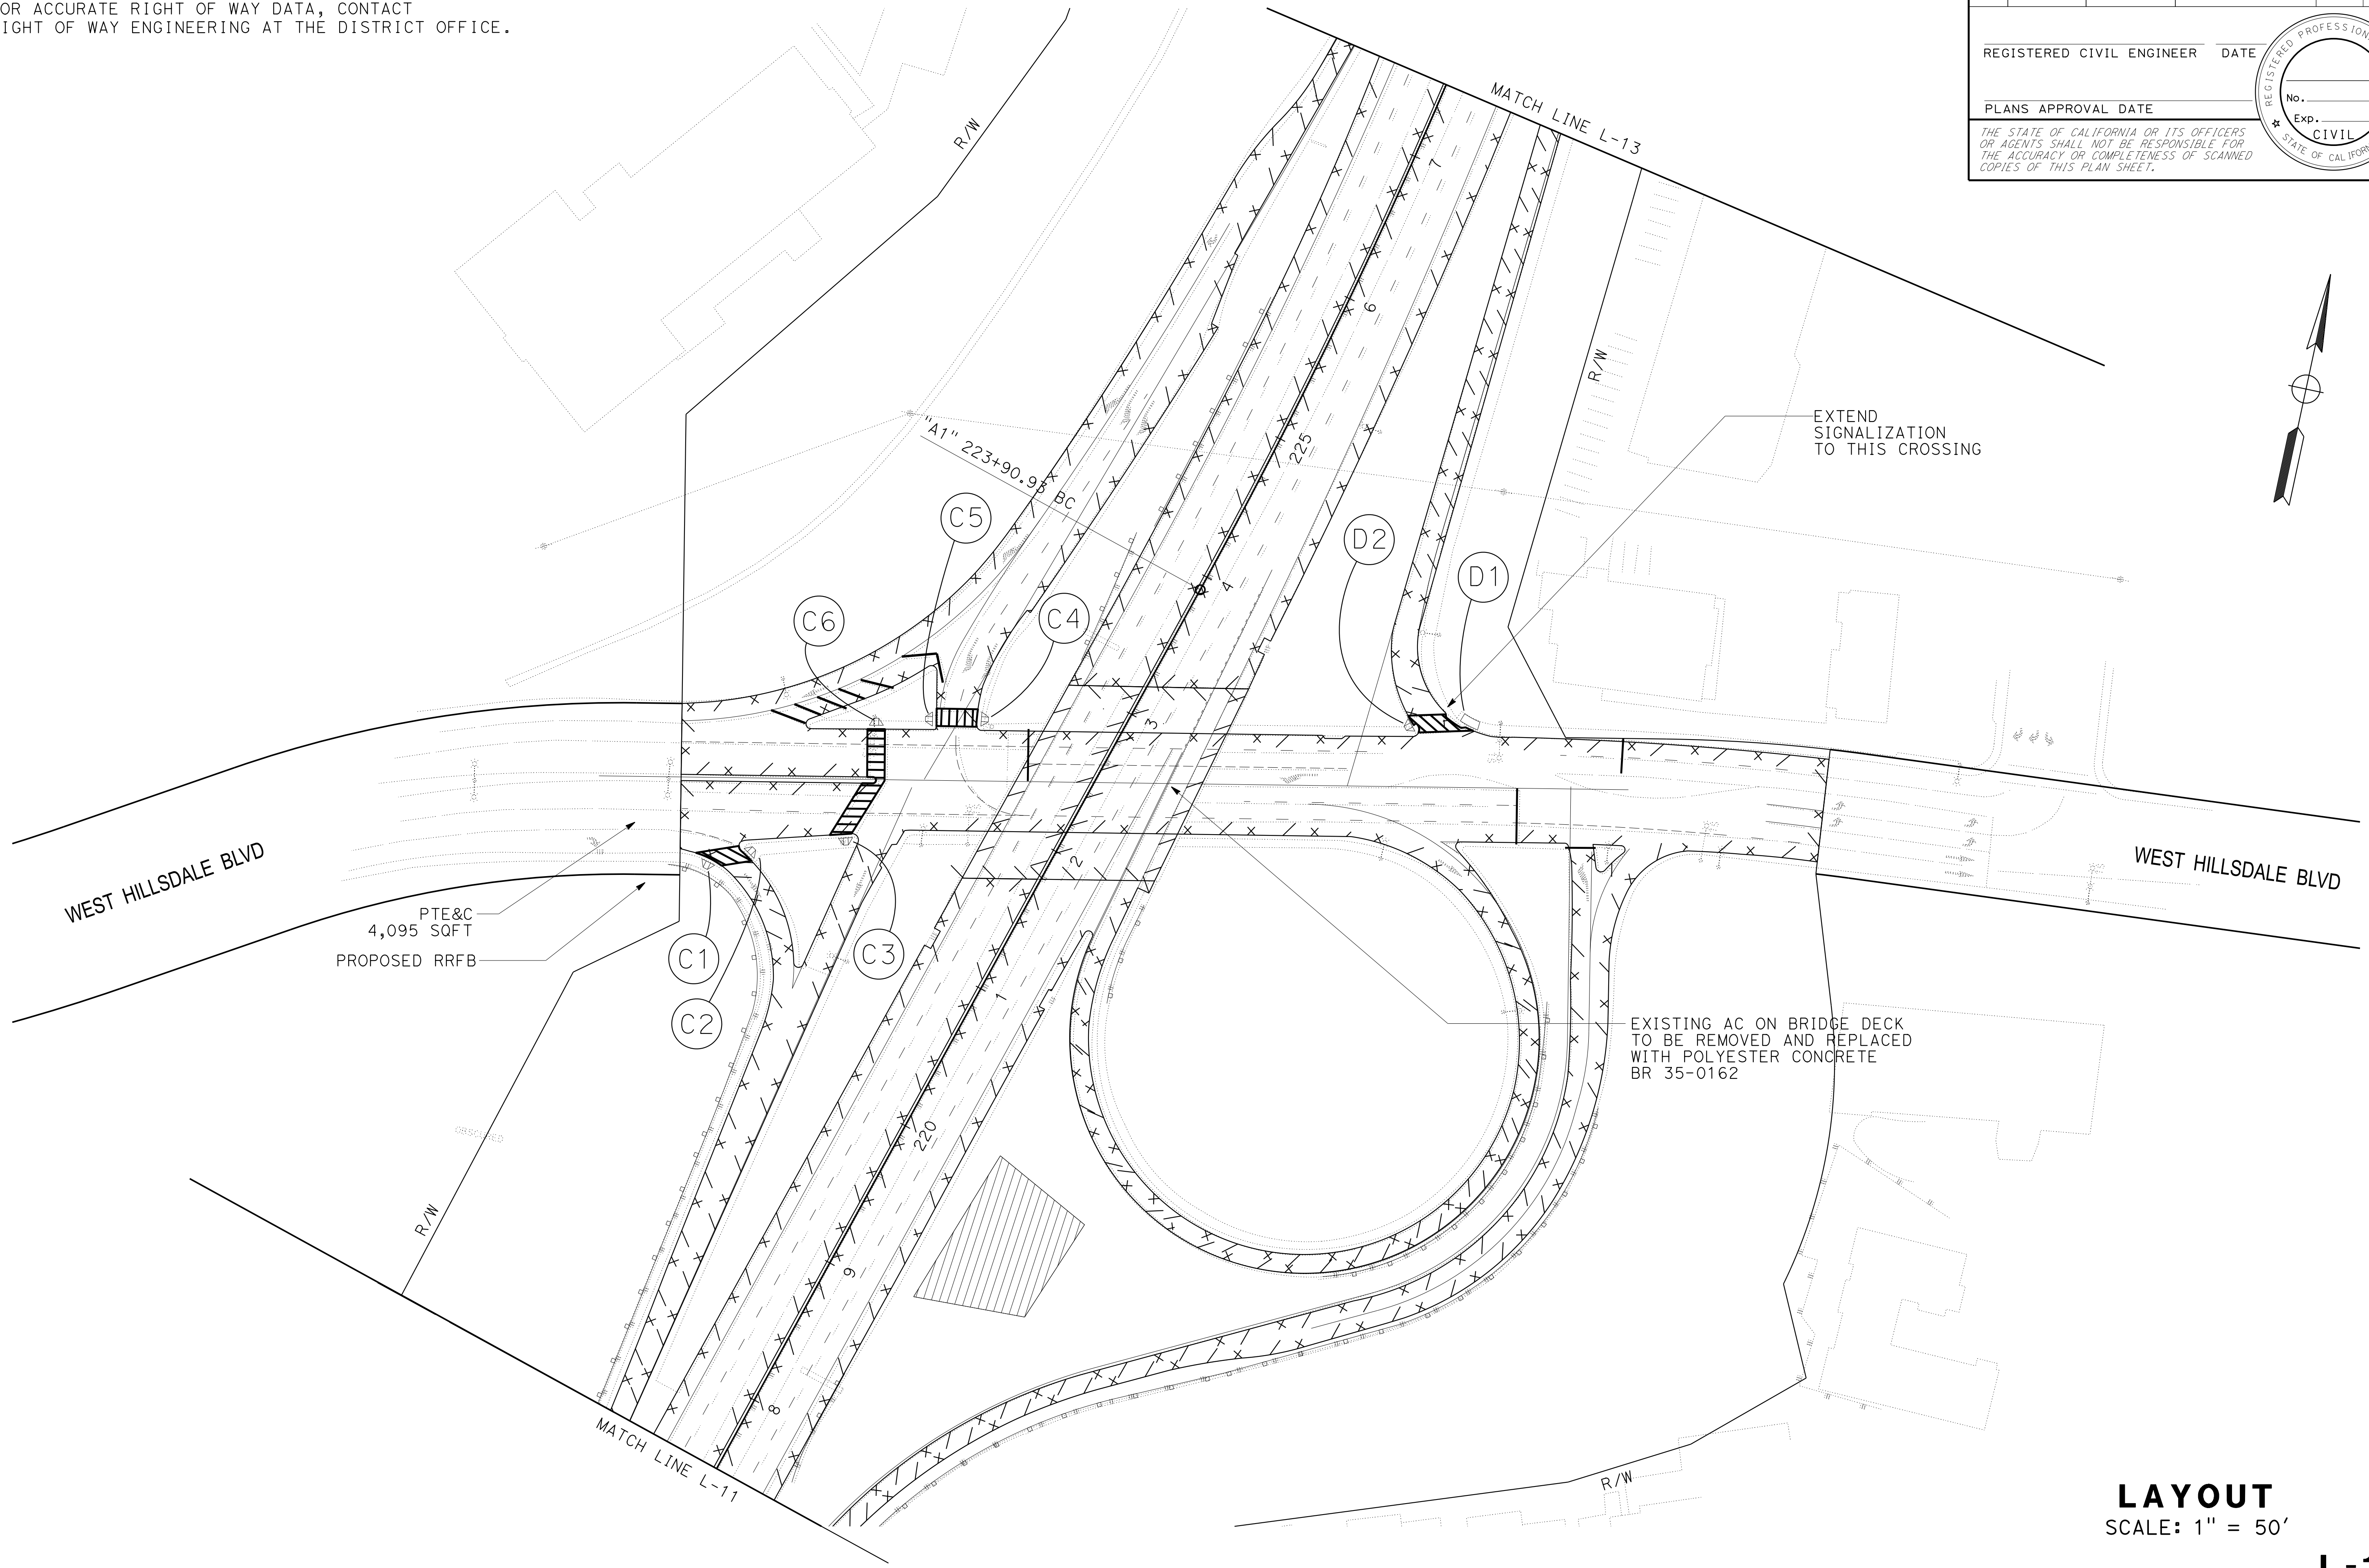 OR ACCURATE RIGHT OF WAY DATA, CONTACT
IGHT OF WAY ENGINEERING AT THE DISTRICT OFFICE.
REGISTERED CIVIL ENGINEER DATE
PLANS APPROVAL DATE
THE STATE OF CALIFORNIA OR ITS OFFICERS
OR AGENTS SHALL NOT BE RESPONSIBLE FOR
THE ACCURACY OR COMPLETENESS OF SCANNED
COPIES OF THIS PLAN SHEET.
REGISTERED PROFESSION
No.
Exp.
CIVIL
STATE OF CALIFOR
MATCH LINE L-13
R/W
7
6
R/W
EXTEND
SIGNALIZATION
TO THIS CROSSING
"A1" 223+90.93 BC
225
C5
D2
D1
C6
C4
4
3
WEST HILLSDALE BLVD
WEST HILLSDALE BLVD
2
PTE&C
4,095 SQFT
PROPOSED RRFB
C1
C3
C2
1
EXISTING AC ON BRIDGE DECK
TO BE REMOVED AND REPLACED
WITH POLYESTER CONCRETE
BR 35-0162
220
OBSCURED
R/W
9
8
MATCH LINE L-11
R/W
LAYOUT
SCALE: 1" = 50'